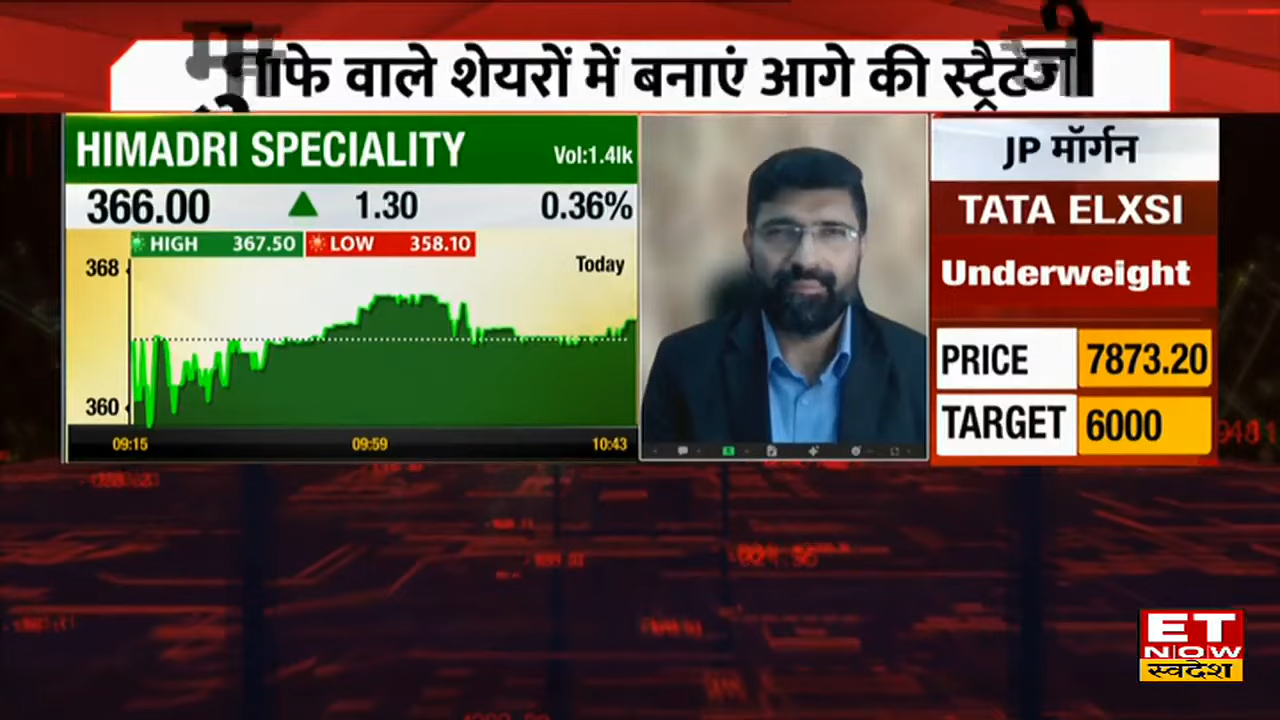 मुनाफे वाले शेयरों में बनाएं आगे की स्ट्रैटजी
HIMADRI SPECIALITY
Vol:1.4lk
366.00 ▲ 1.30 0.36%
HIGH 367.50 LOW 358.10
Today
368
360
09:15 09:59 10:43
JP मॉर्गन
TATA ELXSI
Underweight
PRICE 7873.20
TARGET 6000
ET
NOW
स्वदेश